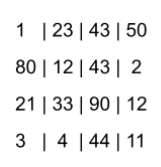 1 | 23 | 43 | 50
80 | 12 | 43 | 2
21 | 33 | 90 | 12
3 | 4 | 44 | 11